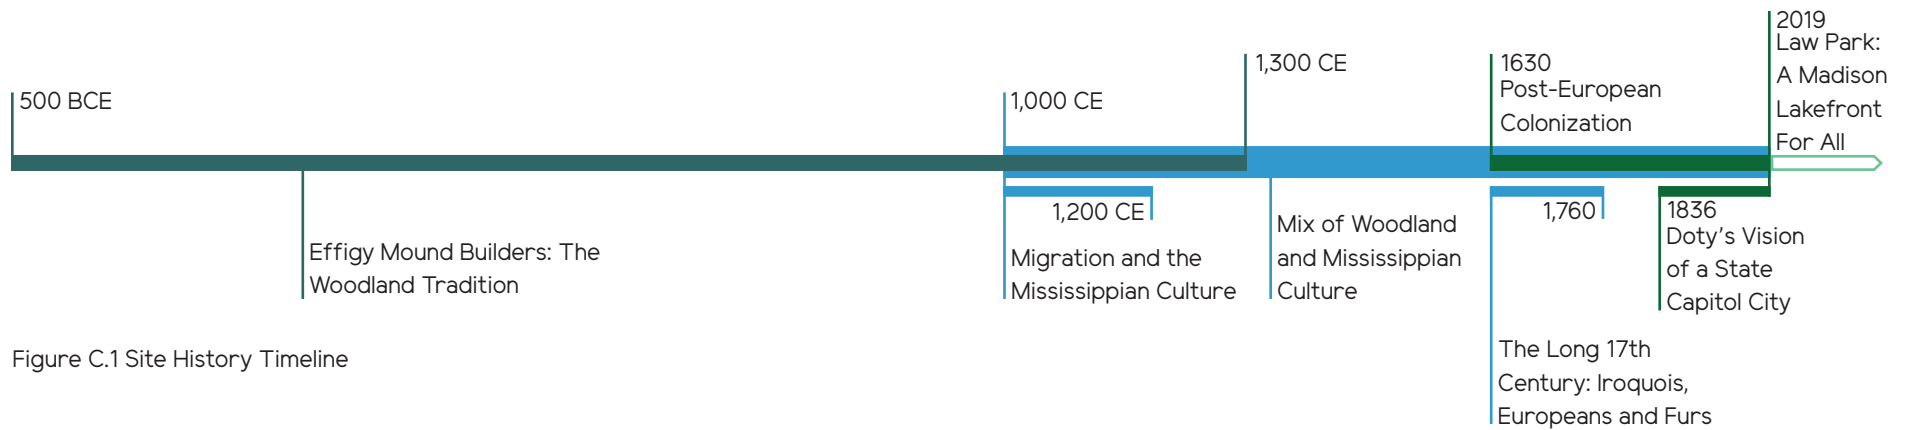 500 BCE
Effigy Mound Builders: The
Woodland Tradition
1,000 CE
1,200 CE
Migration and the
Mississippian Culture
1,300 CE
Mix of Woodland
and Mississippian
Culture
1630
Post-European
Colonization
1,760
The Long 17th
Century: Iroquois,
Europeans and Furs
1836
Doty's Vision
of a State
Capitol City
2019
Law Park:
A Madison
Lakefront
For All
Figure C.1 Site History Timeline